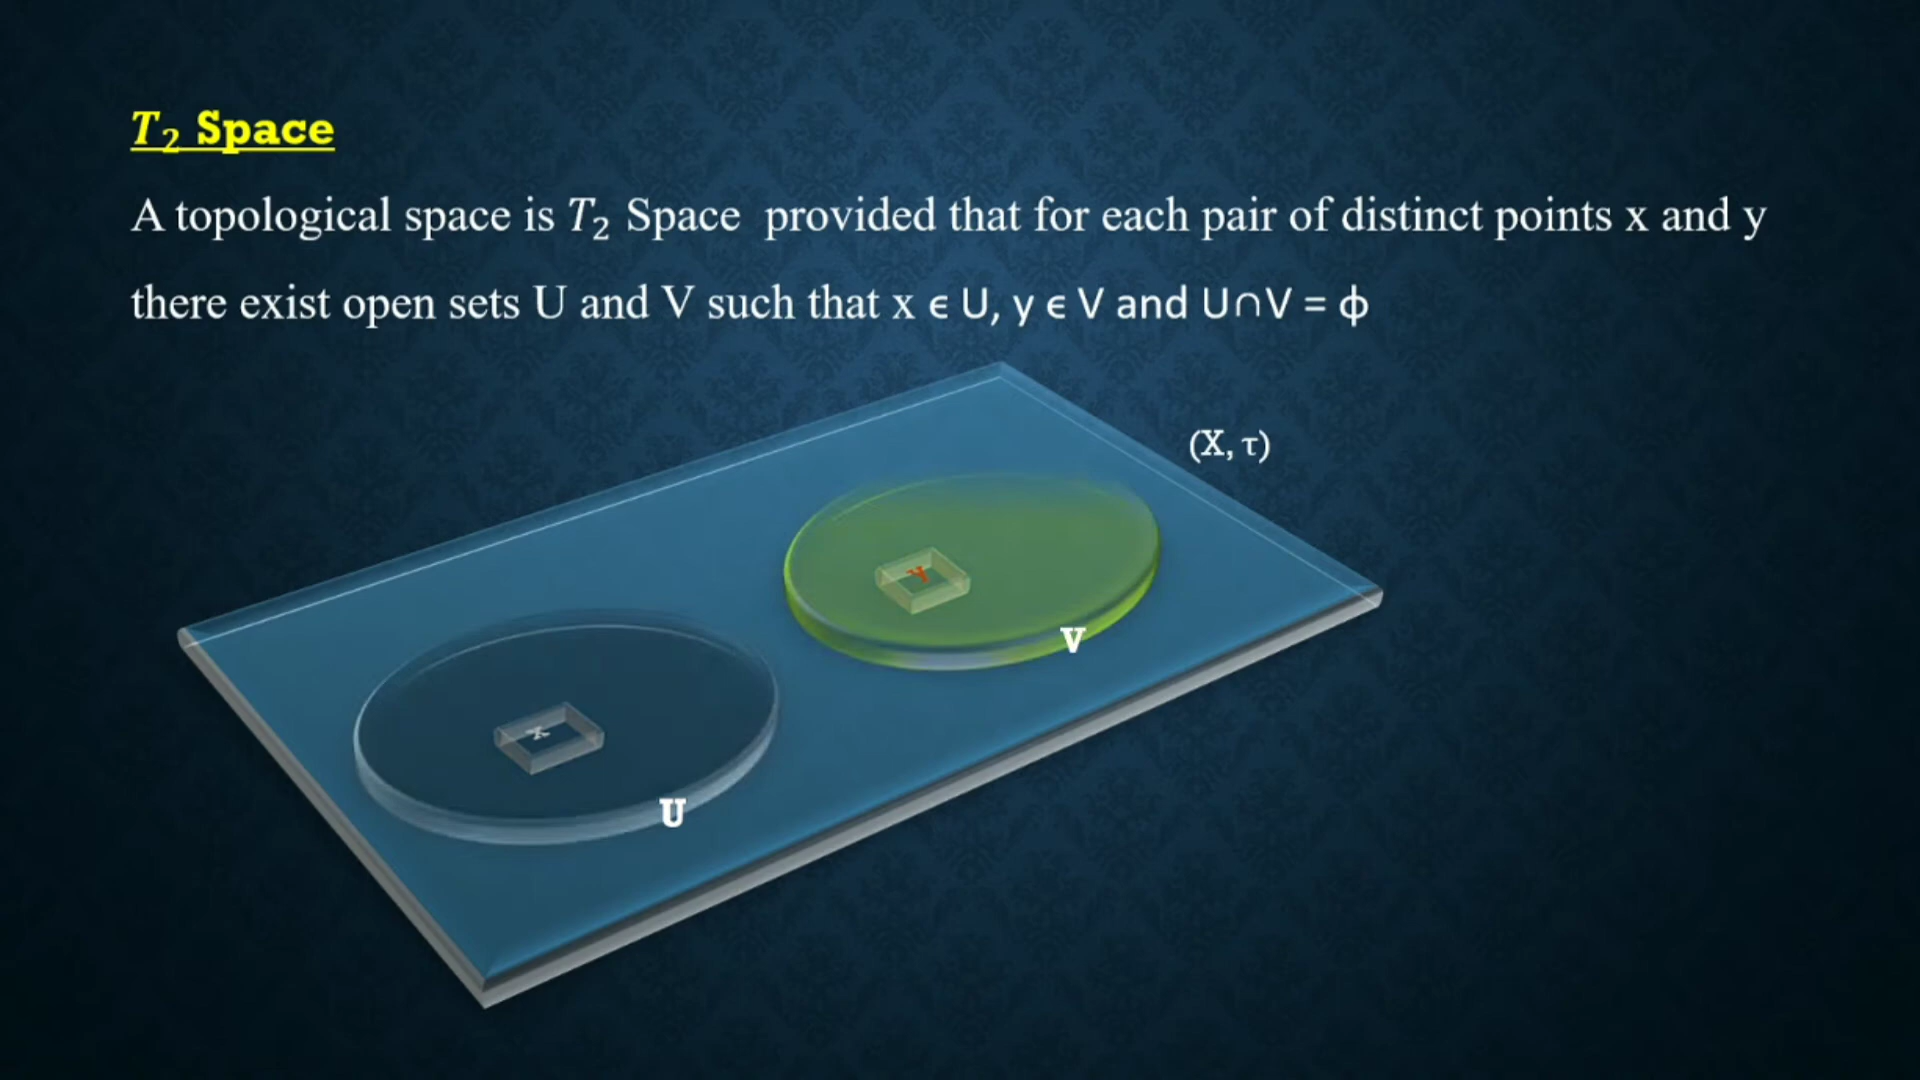 T₂ Space
A topological space is T₂ Space provided that for each pair of distinct points x and y
there exist open sets U and V such that x ϵ U, y ϵ V and U∩V = ϕ
(X, τ)
y
V
x
U